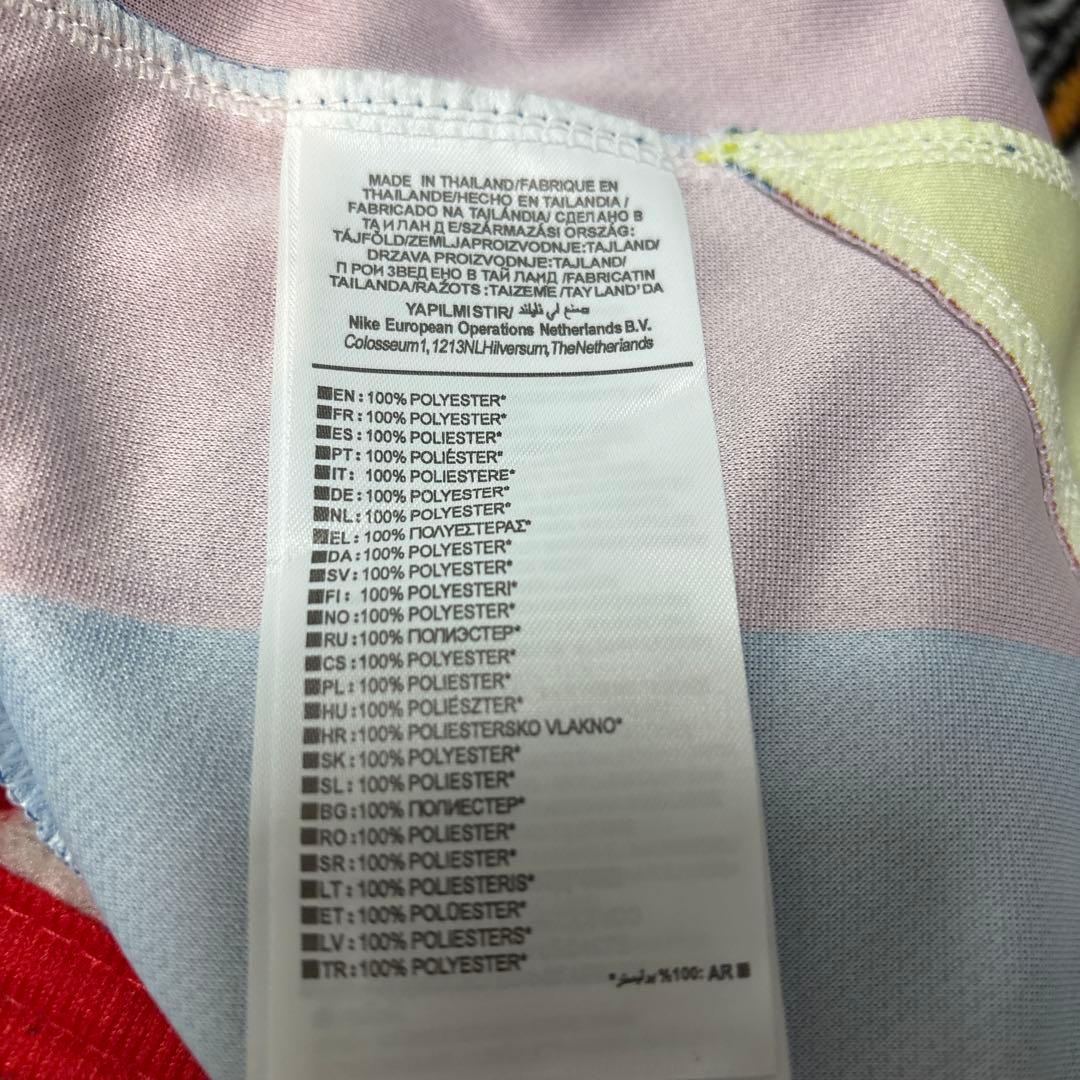 MADE IN THAILAND/FABRIQUE EN
THAILANDE/HECHO EN TAILANDIA /
FABRICADO NA TAILÂNDIA/ СДЕЛАНО В
ТА И ЛАН Д Е/SZÁRMAZÁSI ORSZÁG:
TÁJFÖLD/ZEMLJAPROIZVODNJE:TAJLAND/
DRZAVA PROIZVODNJE:TAJLAND/
П РОИ ЗВЕД ЕНО В ТАЙ ЛАНД /FABRICATIN
TAILANDA/RAŽOTS :TAIZEME /TAY LAND'DA
YAPILMISTIR/ صنع في تايلند
Nike European Operations Netherlands B.V.
Colosseum1, 1213NLHilversum,TheNetherlands
EN : 100% POLYESTER*
FR : 100% POLYESTER*
ES : 100% POLIESTER*
PT : 100% POLIÉSTER*
IT : 100% POLIESTERE*
DE : 100% POLYESTER*
NL : 100% POLYESTER*
EL : 100% ΠΟΛΥΕΣΤΕΡΑΣ*
DA : 100% POLYESTER*
SV : 100% POLYESTER*
FI : 100% POLYESTERI*
NO :100% POLYESTER*
RU :100% ПОЛИЭСТЕР*
CS :100% POLYESTER*
PL : 100% POLIESTER*
HU :100% POLIÉSZTER*
HR :100% POLIESTERSKO VLAKNO*
SK :100% POLYESTER*
SL : 100% POLIESTER*
BG :100% ПОЛИЕСТЕР*
RO :100% POLIESTER*
SR : 100% POLIESTER*
LT : 100% POLIESTERIS*
ET : 100% POLÜESTER*
LV : 100% POLIESTERS*
TR :100% POLYESTER*
AR :100% بوليستر*